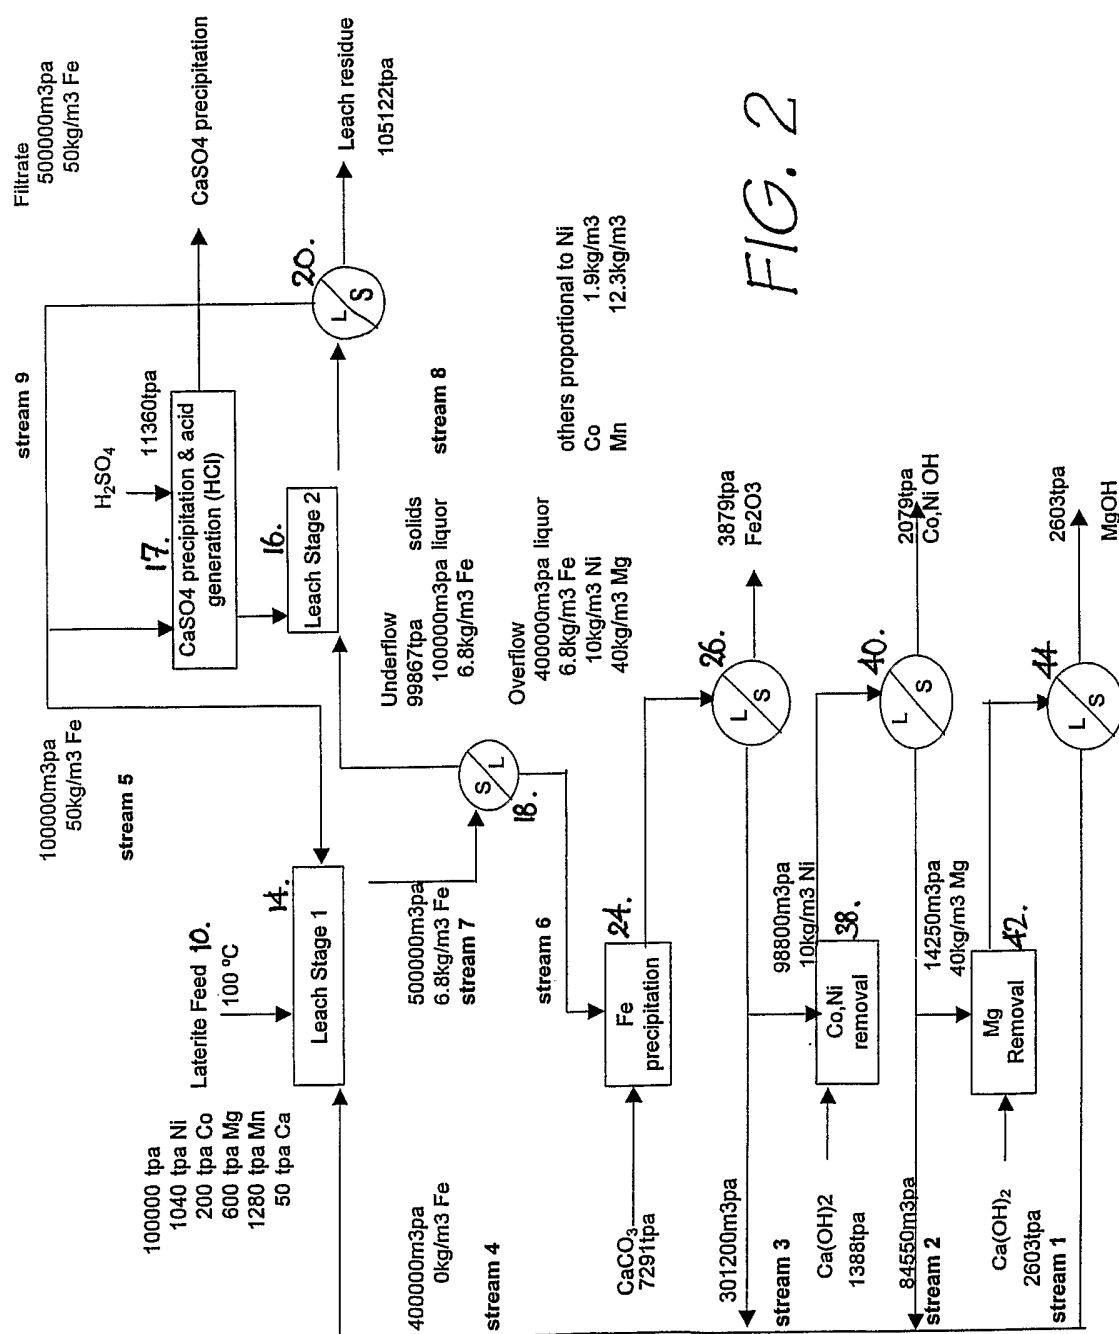 Filtrate
500000m3pa
50kg/m3 Fe
CaSO4 precipitation
Leach residue
105122tpa
stream 9
H2SO4
11360tpa
17.
CaSO4 precipitation & acid
generation (HCl)
16.
Leach Stage 2
20.
L
S
stream 8
100000m3pa
50kg/m3 Fe
stream 5
Laterite Feed 10.
100 ºC
100000 tpa
1040 tpa Ni
200 tpa Co
600 tpa Mg
1280 tpa Mn
50 tpa Ca
14.
Leach Stage 1
500000m3pa
6.8kg/m3 Fe
stream 7
S
L
18.
Underflow
99867tpa solids
100000m3pa liquor
6.8kg/m3 Fe
Overflow
400000m3pa liquor
6.8kg/m3 Fe
10kg/m3 Ni
40kg/m3 Mg
others proportional to Ni
Co 1.9kg/m3
Mn 12.3kg/m3
400000m3pa
0kg/m3 Fe
stream 4
stream 6
24.
Fe
precipitation
CaCO3
7291tpa
26.
L
S
3879tpa
Fe2O3
301200m3pa
stream 3
98800m3pa
10kg/m3 Ni
38.
Co,Ni
removal
Ca(OH)2
1388tpa
40.
L
S
2079tpa
Co,Ni OH
84550m3pa
stream 2
14250m3pa
40kg/m3 Mg
42.
Mg
Removal
Ca(OH)2
2603tpa
stream 1
44
L
S
2603tpa
MgOH
FIG. 2